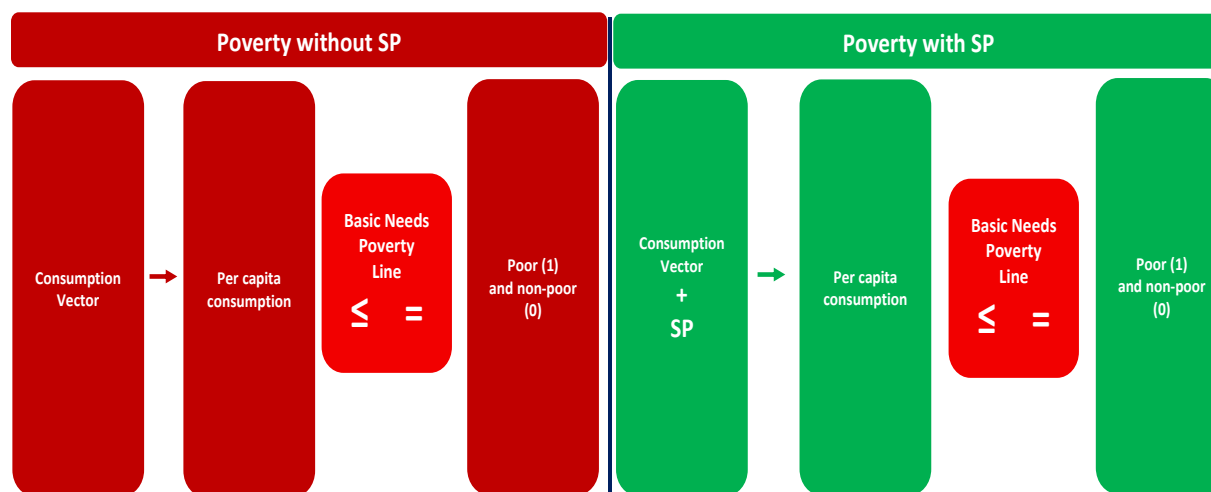 Poverty without SP
Consumption
Vector
Per capita
consumption
Basic Needs
Poverty
Line
≤ =
Poor (1)
and non-poor
(0)
Poverty with SP
Consumption
Vector
+
SP
Per capita
consumption
Basic Needs
Poverty
Line
≤ =
Poor (1)
and non-poor
(0)